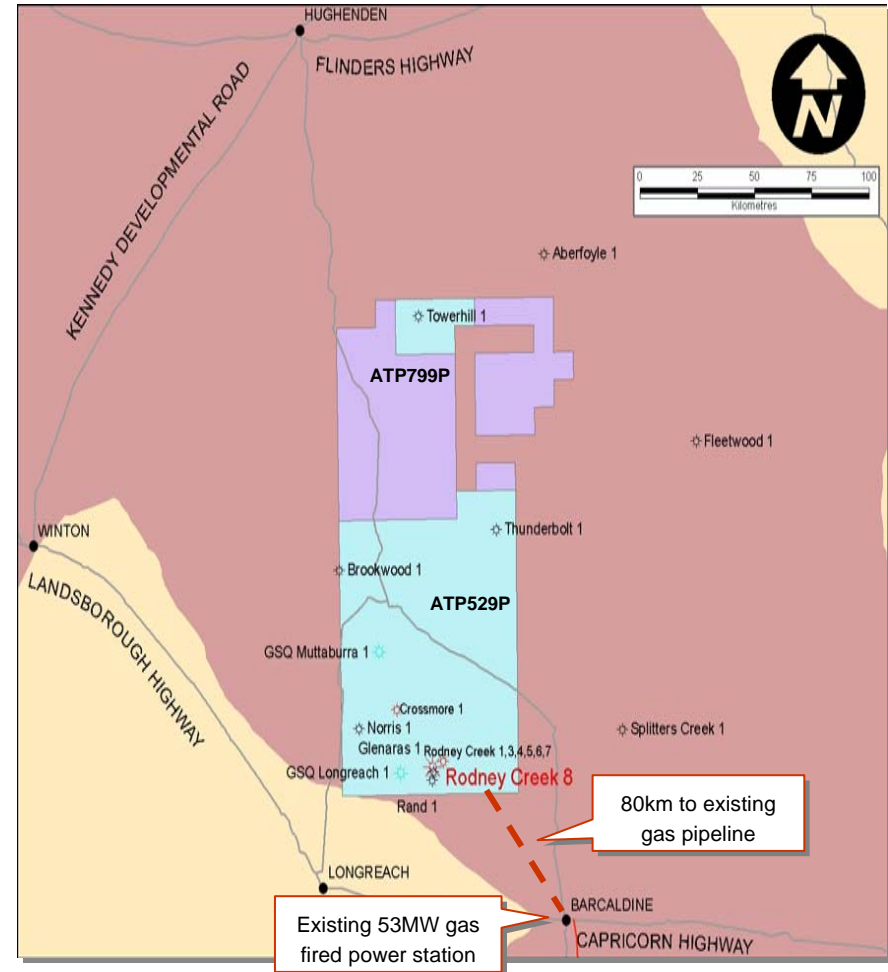 HUGHENDEN
FLINDERS HIGHWAY
KENNEDY DEVELOPMENTAL ROAD
N
0 25 50 75 100
Kilometres
Aberfoyle 1
Towerhill 1
ATP799P
Fleetwood 1
WINTON
Thunderbolt 1
Brookwood 1
LANDSBOROUGH HIGHWAY
ATP529P
GSQ Muttaburra 1
Crossmore 1
Norris 1
Splitters Creek 1
Glenaras 1
Rodney Creek 1,3,4,5,6,7
GSQ Longreach 1
Rodney Creek 8
Rand 1
80km to existing
gas pipeline
LONGREACH
BARCALDINE
Existing 53MW gas
fired power station
CAPRICORN HIGHWAY